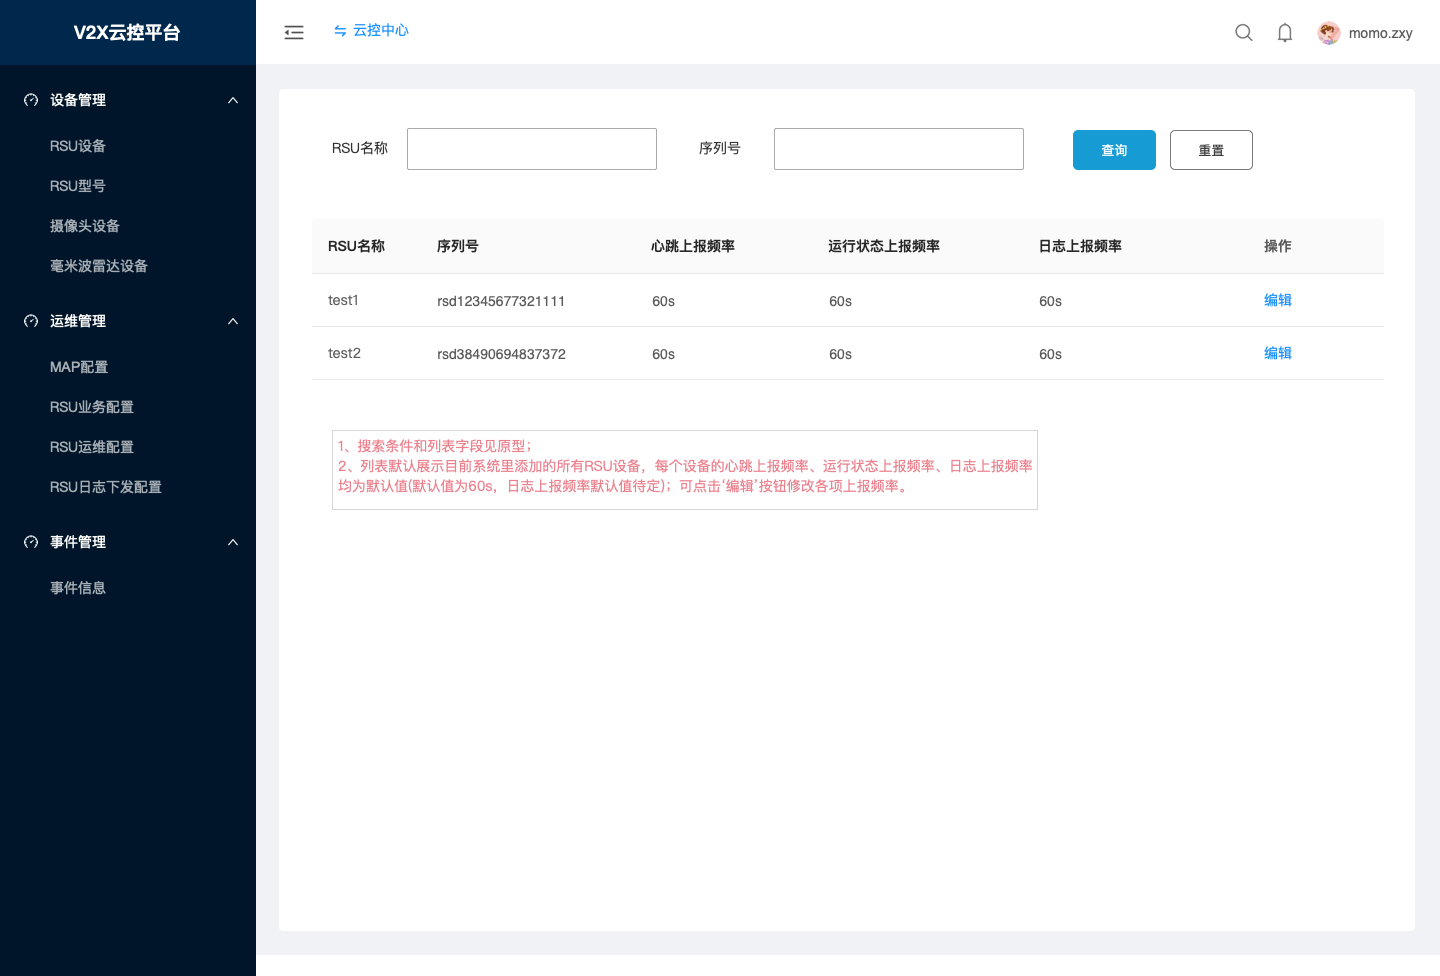 V2X云控平台
设备管理
RSU设备
RSU型号
摄像头设备
毫米波雷达设备
运维管理
MAP配置
RSU业务配置
RSU运维配置
RSU日志下发配置
事件管理
事件信息
云控中心
momo.zxy
RSU名称
序列号
查询
重置
RSU名称 序列号 心跳上报频率 运行状态上报频率 日志上报频率 操作
test1 rsd12345677321111 60s 60s 60s 编辑
test2 rsd38490694837372 60s 60s 60s 编辑
1、搜索条件和列表字段见原型；
2、列表默认展示目前系统里添加的所有RSU设备，每个设备的心跳上报频率、运行状态上报频率、日志上报频率
均为默认值(默认值为60s，日志上报频率默认值待定)；可点击‘编辑’按钮修改各项上报频率。